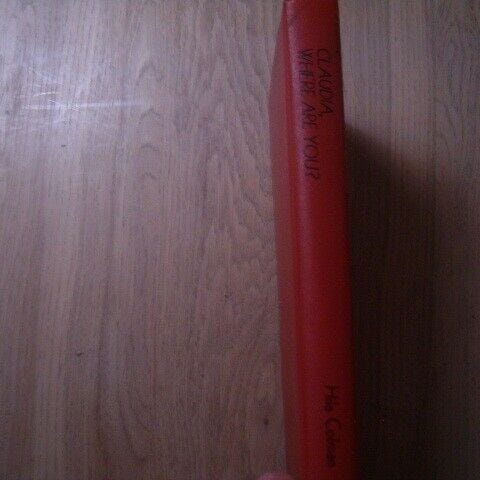 CLAUDIA,
WHERE ARE YOU?
Hila Colman